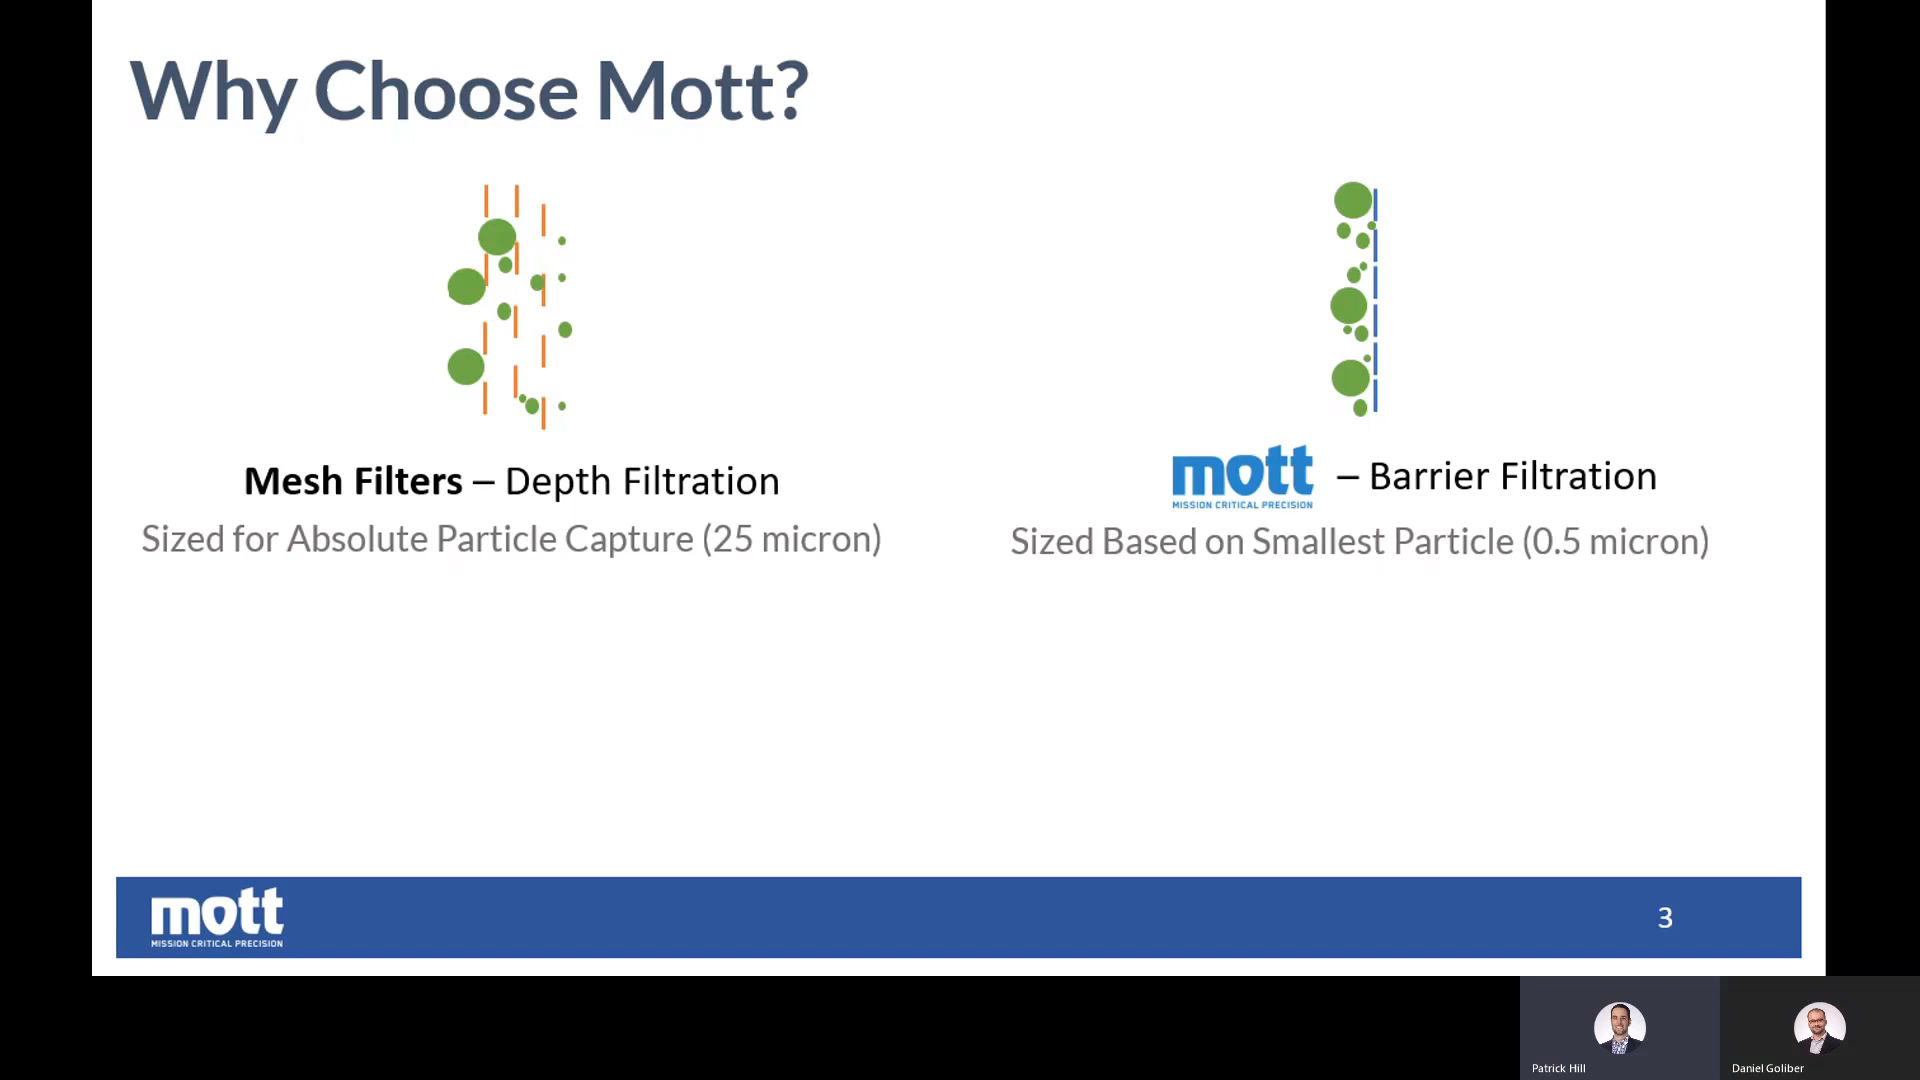 Why Choose Mott?
Mesh Filters – Depth Filtration
Sized for Absolute Particle Capture (25 micron)
mott – Barrier Filtration
MISSION CRITICAL PRECISION
Sized Based on Smallest Particle (0.5 micron)
mott
MISSION CRITICAL PRECISION
3
Patrick Hill
Daniel Goliber